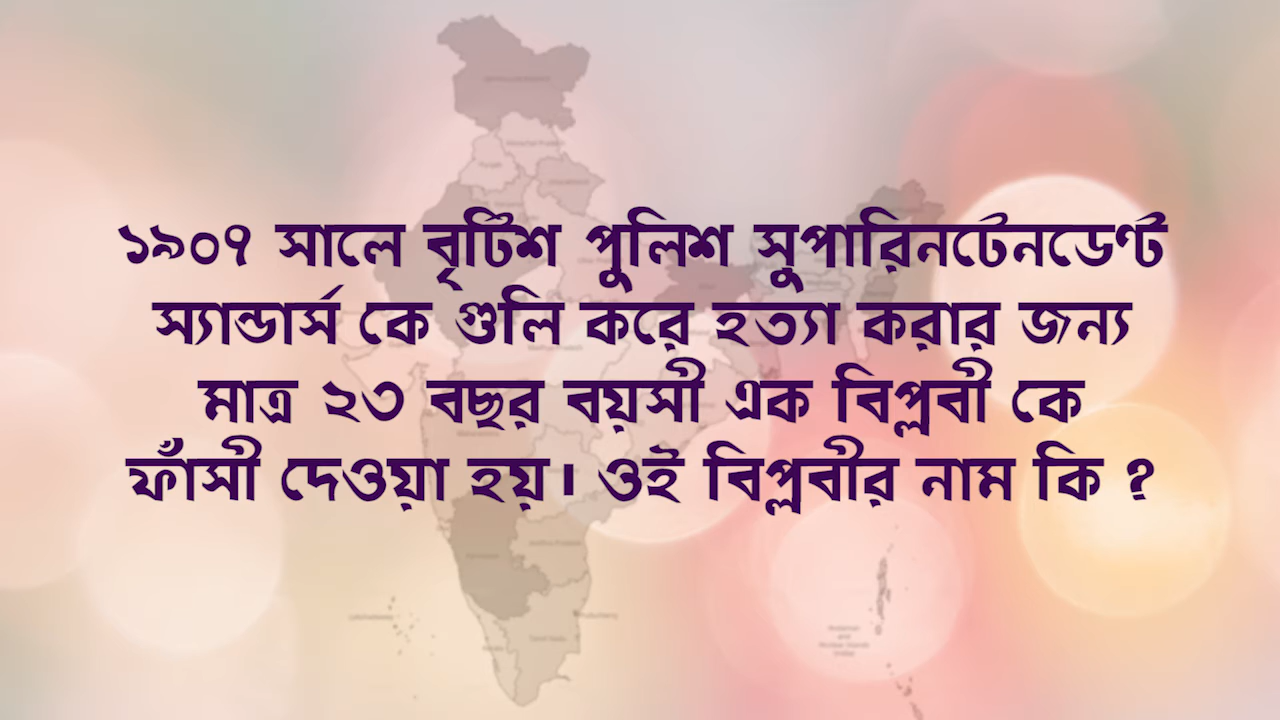 ১৯০৭ সালে বৃটিশ পুলিশ সুপারিনটেনডেণ্ট
স্যান্ডার্স কে গুলি করে হত্যা করার জন্য
মাত্র ২৩ বছর বয়সী এক বিপ্লবী কে
ফাঁসী দেওয়া হয়। ওই বিপ্লবীর নাম কি ?